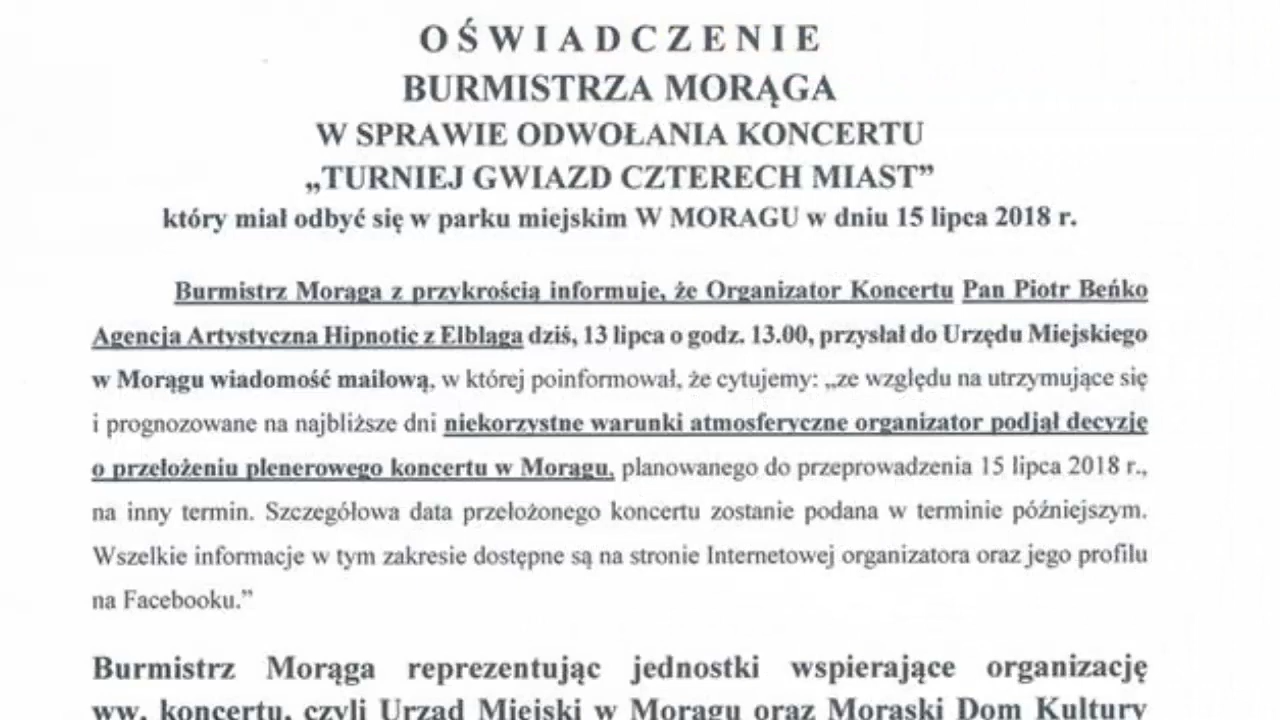 OŚWIADCZENIE
BURMISTRZA MORĄGA
W SPRAWIE ODWOŁANIA KONCERTU
„TURNIEJ GWIAZD CZTERECH MIAST”
który miał odbyć się w parku miejskim W MORAGU w dniu 15 lipca 2018 r.
Burmistrz Morąga z przykrością informuje, że Organizator Koncertu Pan Piotr Beńko
Agencja Artystyczna Hipnotic z Elbląga dziś, 13 lipca o godz. 13.00, przysłał do Urzędu Miejskiego
w Morągu wiadomość mailową, w której poinformował, że cytujemy: „ze względu na utrzymujące się
i prognozowane na najbliższe dni niekorzystne warunki atmosferyczne organizator podjął decyzję
o przełożeniu plenerowego koncertu w Morągu, planowanego do przeprowadzenia 15 lipca 2018 r.,
na inny termin. Szczegółowa data przełożonego koncertu zostanie podana w terminie późniejszym.
Wszelkie informacje w tym zakresie dostępne są na stronie Internetowej organizatora oraz jego profilu
na Facebooku.”
Burmistrz Morąga reprezentując jednostki wspierające organizację
ww. koncertu, czyli Urząd Miejski w Morągu oraz Morąski Dom Kultury